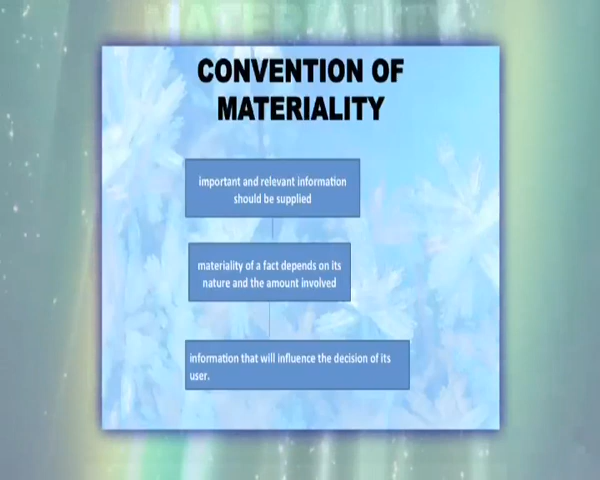 MATERIALITY
CONVENTION OF
MATERIALITY
important and relevant information
should be supplied
materiality of a fact depends on its
nature and the amount involved
information that will influence the decision of its
user.